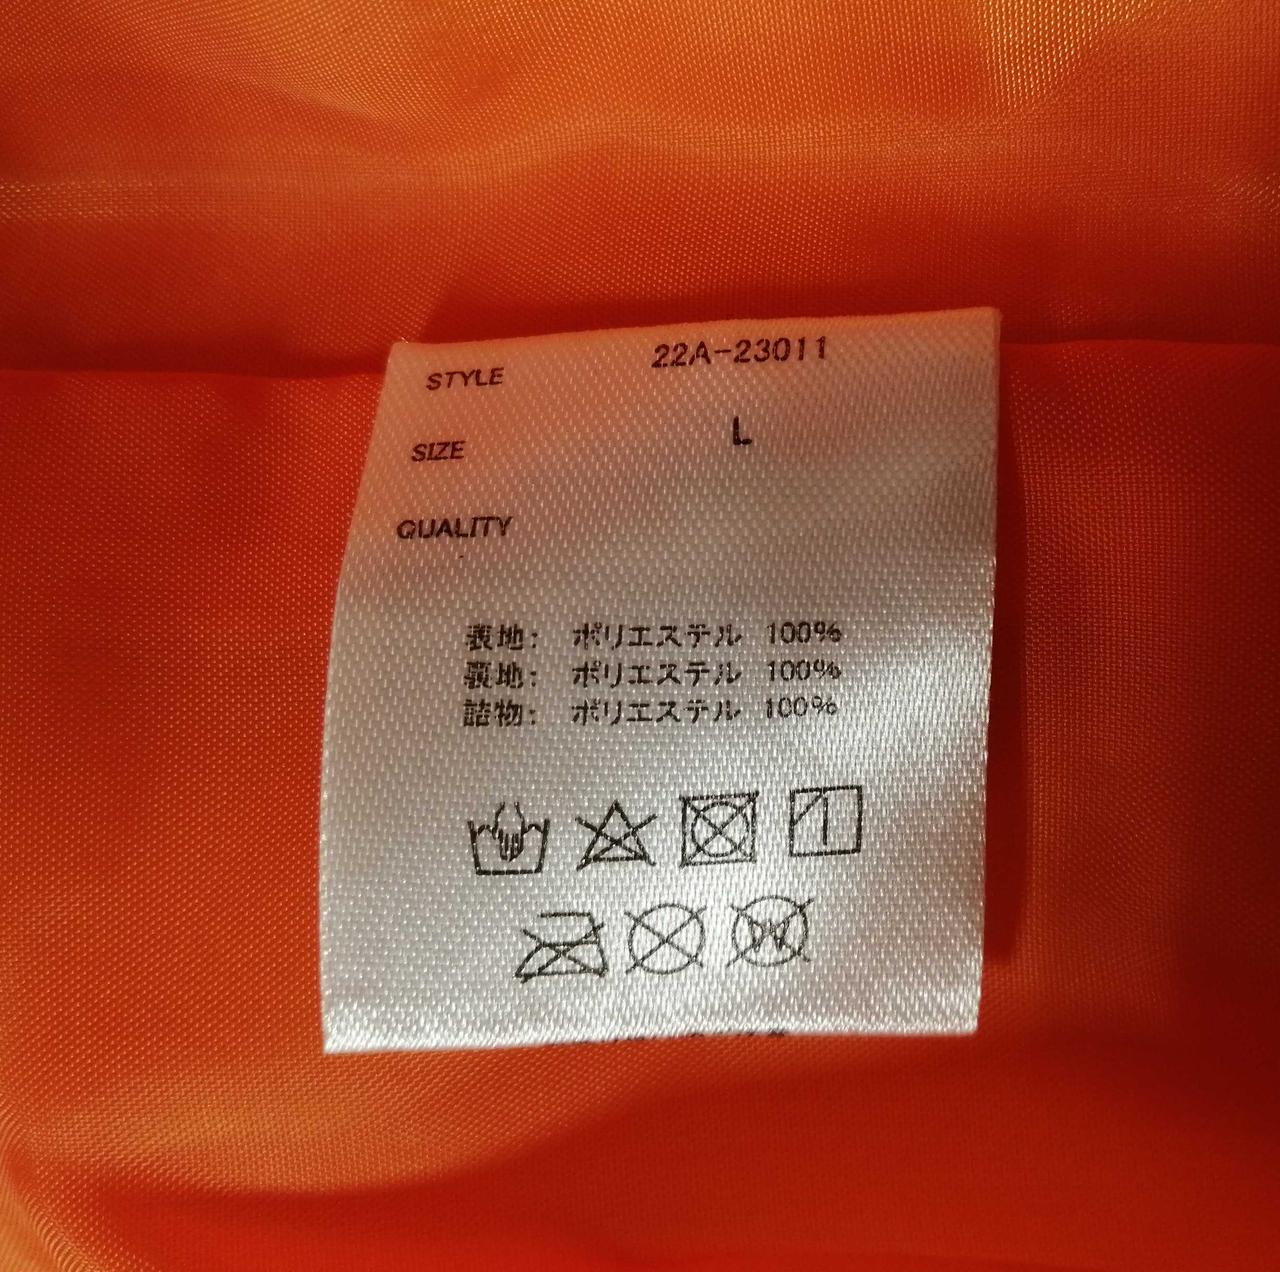 STYLE 22A-23011
SIZE L
QUALITY
表地: ポリエステル 100%
裏地: ポリエステル 100%
詰物: ポリエステル 100%
W